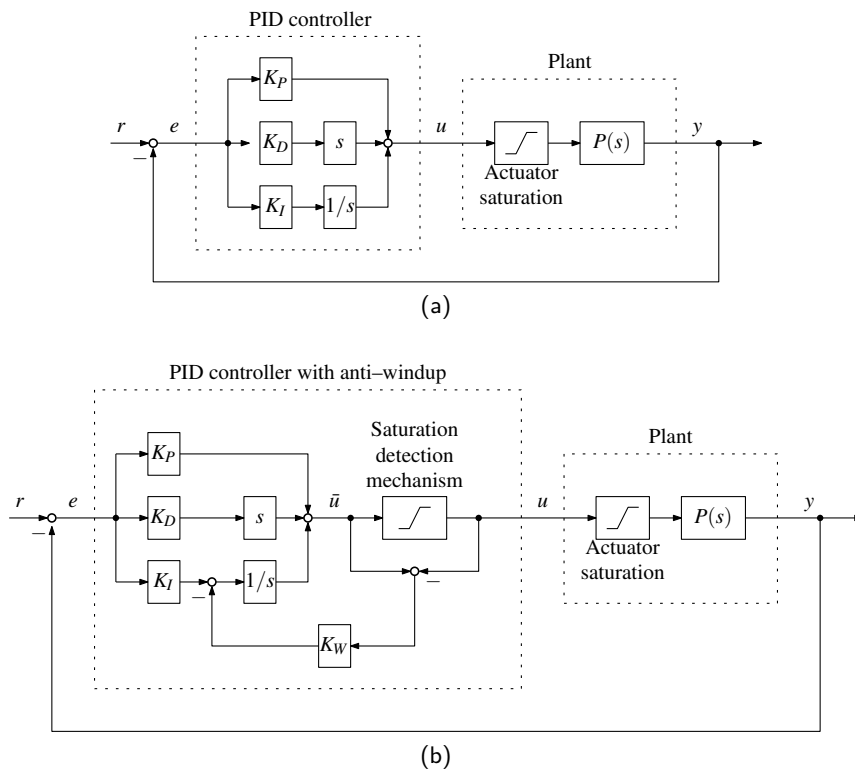 PID controller
Plant
K_P
r
e
K_D
s
u
P(s)
y
−
Actuator
saturation
K_I
1/s
(a)
PID controller with anti–windup
Saturation
detection
mechanism
Plant
K_P
r
e
K_D
s
ū
u
P(s)
y
−
Actuator
saturation
K_I
−
1/s
−
K_W
(b)